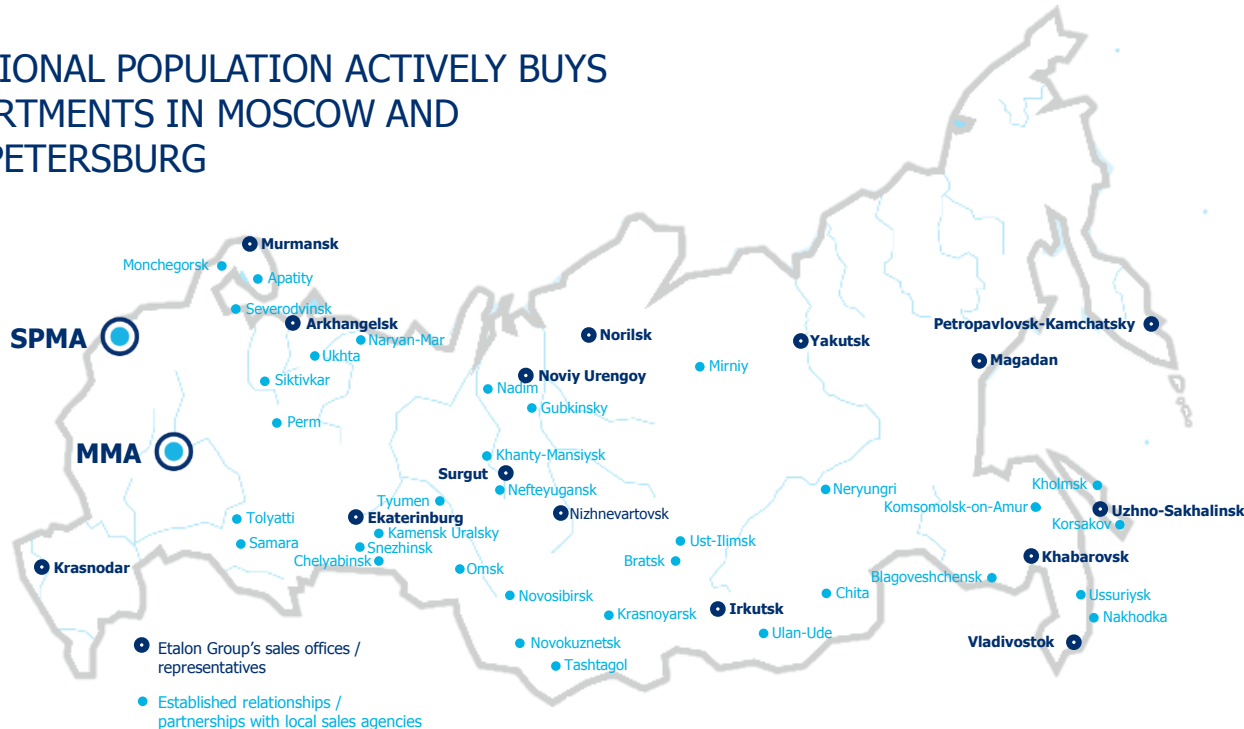 IONAL POPULATION ACTIVELY BUYS
RTMENTS IN MOSCOW AND
PETERSBURG
Murmansk
Monchegorsk
Apatity
Severodvinsk
Arkhangelsk
SPMA
Naryan-Mar
Ukhta
Siktivkar
Perm
MMA
Norilsk
Noviy Urengoy
Nadim
Gubkinsky
Mirniy
Yakutsk
Petropavlovsk-Kamchatsky
Magadan
Khanty-Mansiysk
Surgut
Nefteyugansk
Tyumen
Nizhnevartovsk
Ekaterinburg
Kamensk Uralsky
Snezhinsk
Chelyabinsk
Tolyatti
Samara
Krasnodar
Omsk
Ust-Ilimsk
Bratsk
Novosibirsk
Krasnoyarsk
Irkutsk
Novokuznetsk
Tashtagol
Ulan-Ude
Chita
Neryungri
Kholmsk
Komsomolsk-on-Amur
Uzhno-Sakhalinsk
Korsakov
Khabarovsk
Blagoveshchensk
Ussuriysk
Nakhodka
Vladivostok
Etalon Group's sales offices /
representatives
Established relationships /
partnerships with local sales agencies